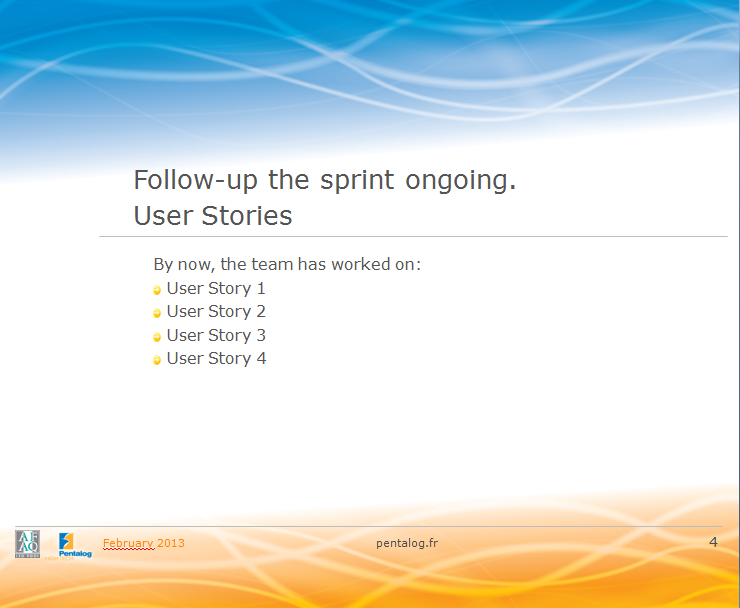 Follow-up the sprint ongoing.
User Stories
By now, the team has worked on:
User Story 1
User Story 2
User Story 3
User Story 4
AFAQ
Pentalog
February 2013
pentalog.fr
4